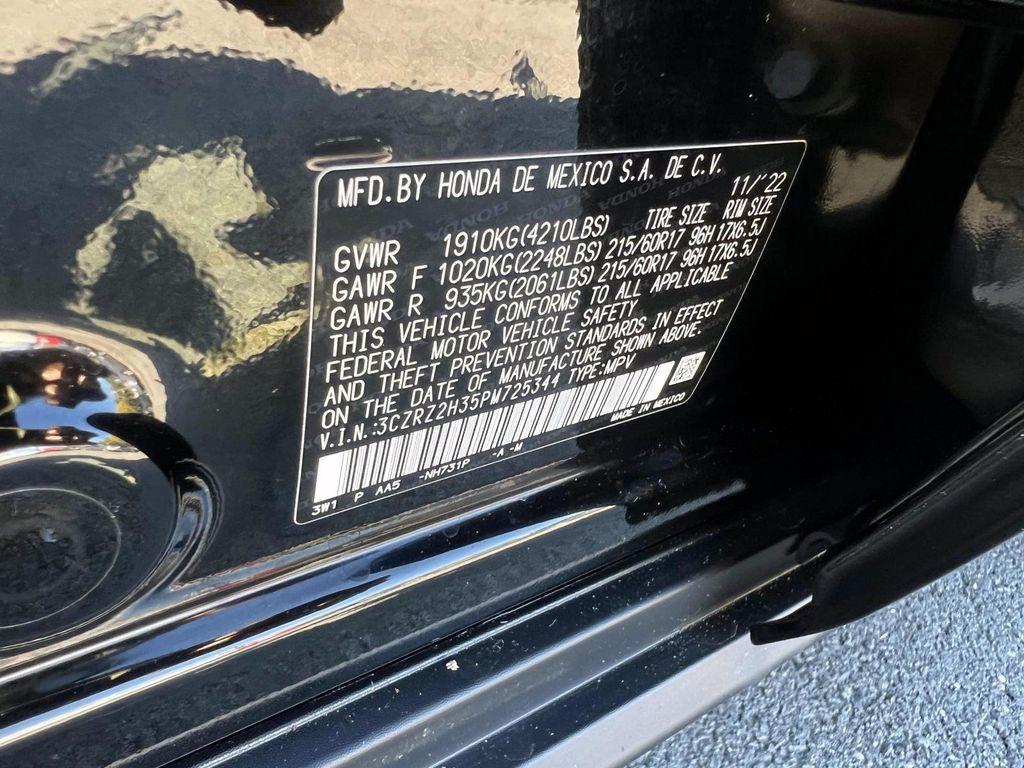 MFD.BY HONDA DE MEXICO S.A. DE C.V.
11/'22
TIRE SIZE RIM SIZE
GVWR 1910KG(4210LBS)
GAWR F 1020KG(2248LBS) 215/60R17 96H 17X6.5J
GAWR R 935KG(2061LBS) 215/60R17 96H 17X6.5J
THIS VEHICLE CONFORMS TO ALL APPLICABLE
FEDERAL MOTOR VEHICLE SAFETY
AND THEFT PREVENTION STANDARDS IN EFFECT
ON THE DATE OF MANUFACTURE SHOWN ABOVE.
V.I.N.:3CZRZ2H35PM725344 TYPE:MPV
MADE IN MEXICO
3W1 P AA5 -NH731P -A -M